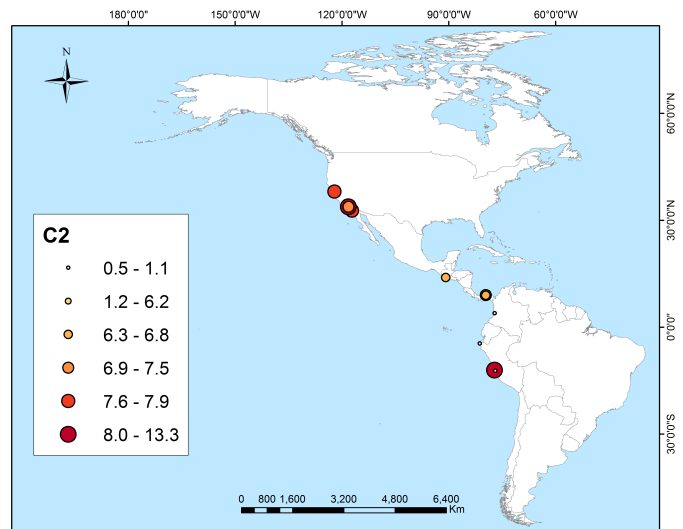 180°0'0"W 150°0'0"W 120°0'0"W 90°0'0"W 60°0'0"W
N
60°0'0"N
30°0'0"N
0°0'0"
30°0'0"S
C2
0.5 - 1.1
1.2 - 6.2
6.3 - 6.8
6.9 - 7.5
7.6 - 7.9
8.0 - 13.3
0 800 1,600 3,200 4,800 6,400
Km